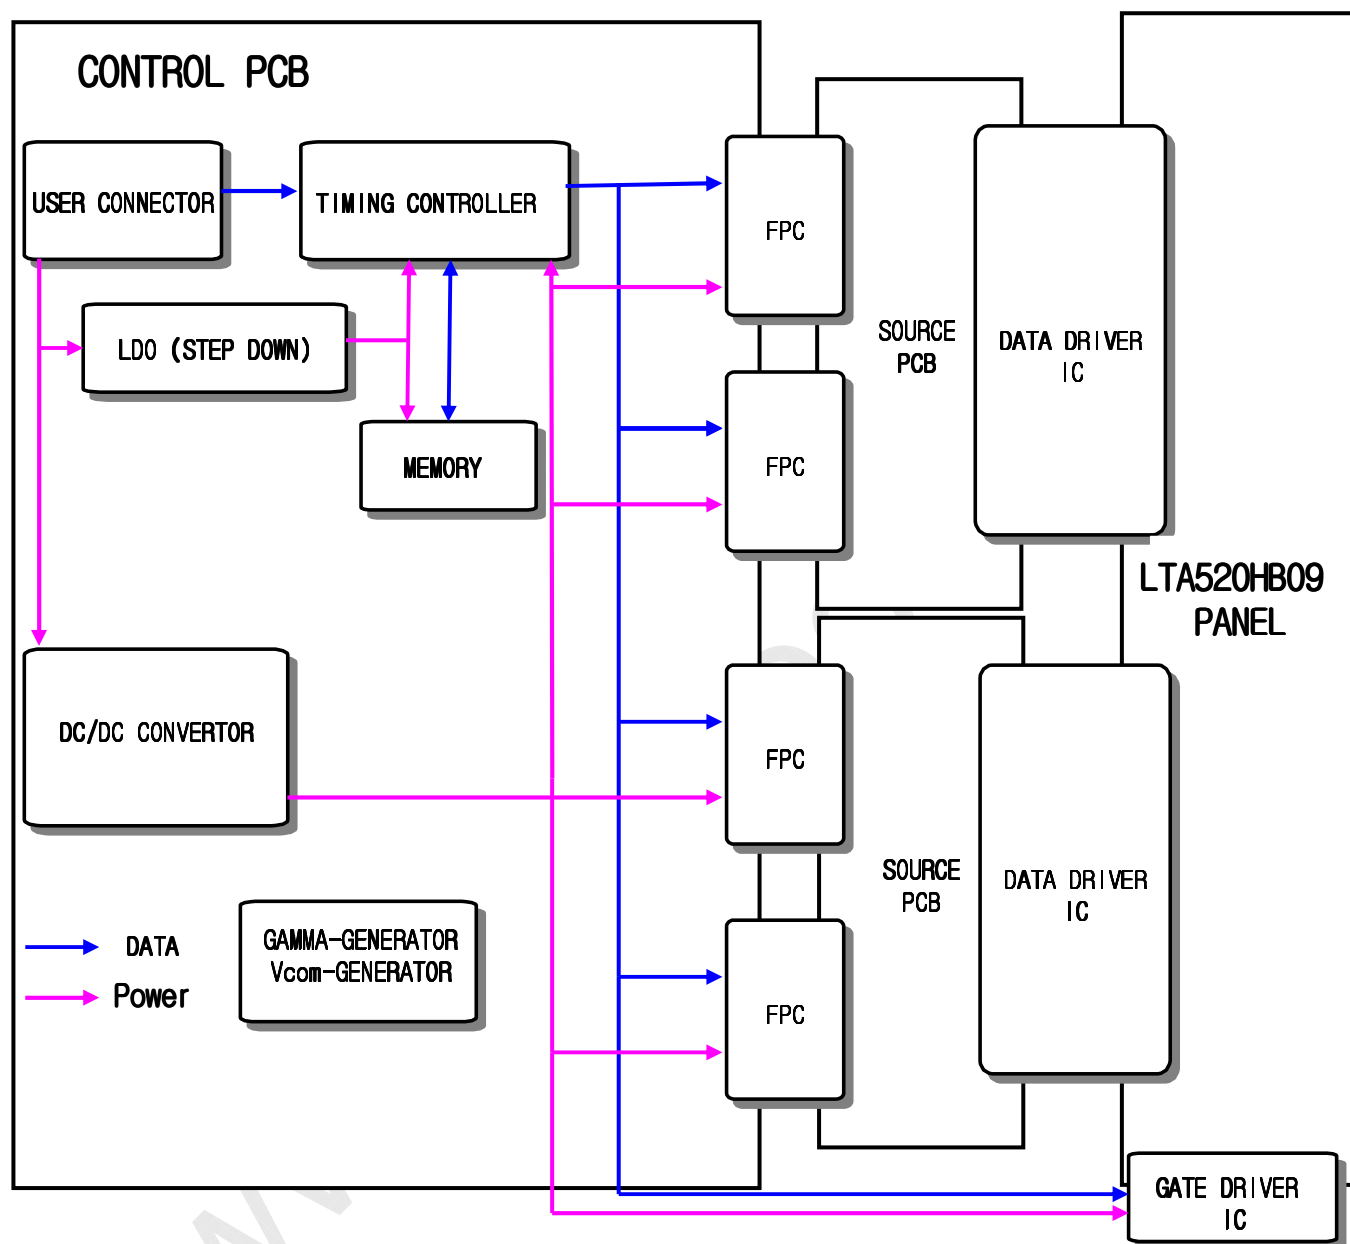 CONTROL PCB
USER CONNECTOR
TIMING CONTROLLER
FPC
LDO (STEP DOWN)
SOURCE
PCB
DATA DRIVER
IC
MEMORY
FPC
LTA520HB09
PANEL
DC/DC CONVERTOR
FPC
SOURCE
PCB
DATA DRIVER
IC
DATA
Power
GAMMA-GENERATOR
Vcom-GENERATOR
FPC
GATE DRIVER
IC